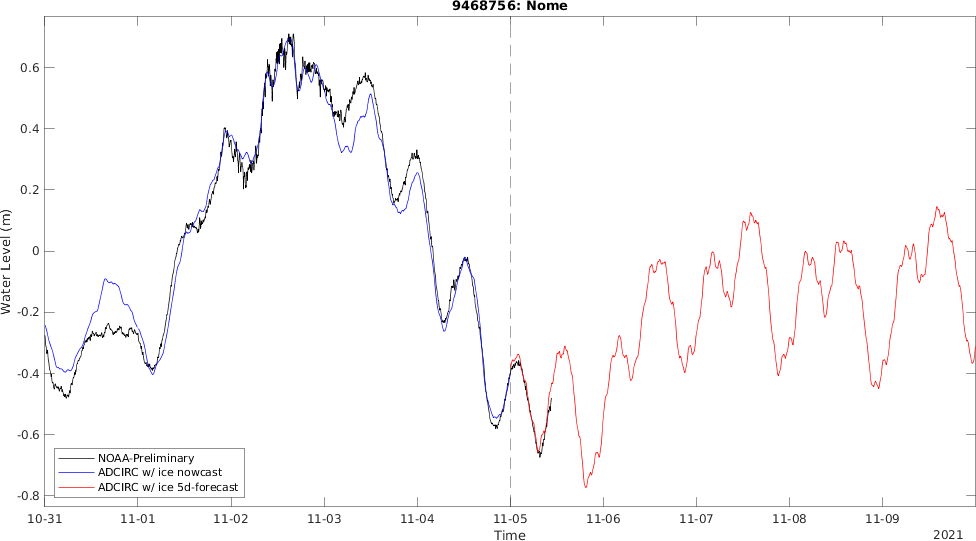 9468756: Nome
0.6
0.4
0.2
0
-0.2
-0.4
-0.6
-0.8
Water Level (m)
NOAA-Preliminary
ADCIRC w/ ice nowcast
ADCIRC w/ ice 5d-forecast
10-31 11-01 11-02 11-03 11-04 11-05 11-06 11-07 11-08 11-09
Time
2021